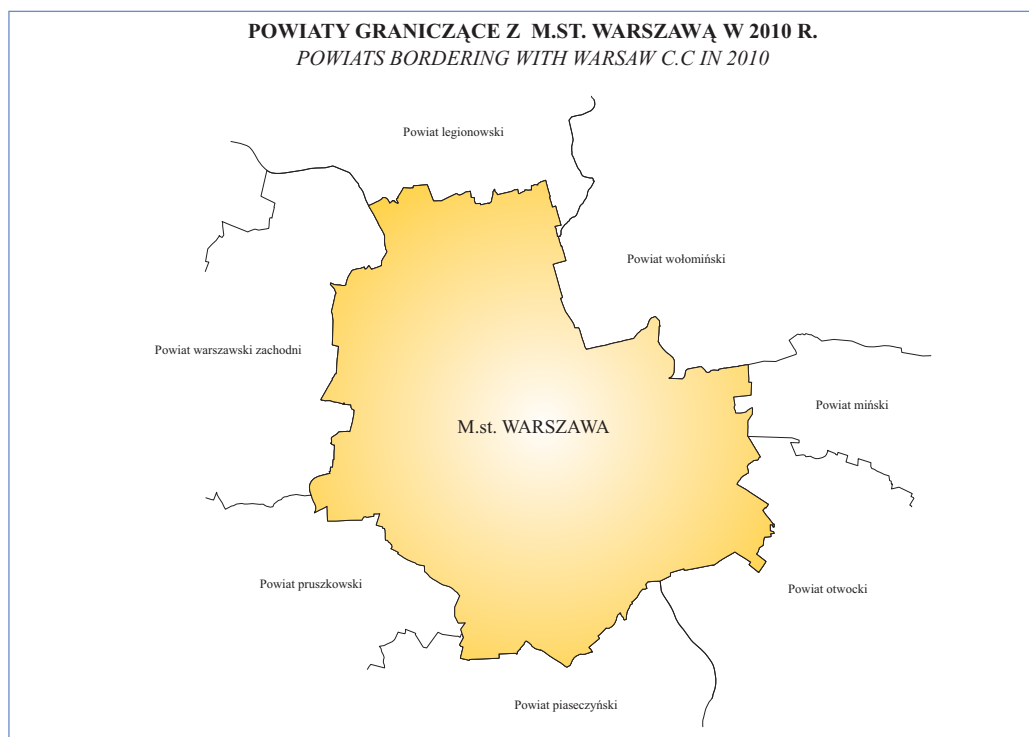 POWIATY GRANICZĄCE Z M.ST. WARSZAWĄ W 2010 R.
POWIATS BORDERING WITH WARSAW C.C IN 2010
Powiat legionowski
Powiat wołomiński
Powiat warszawski zachodni
Powiat miński
M.st. WARSZAWA
Powiat pruszkowski
Powiat otwocki
Powiat piaseczyński